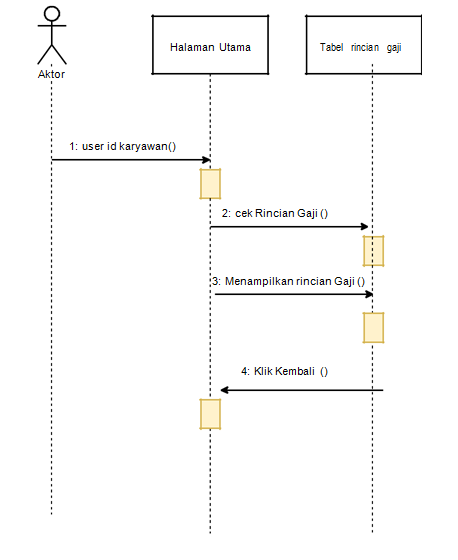 Aktor
Halaman Utama
Tabel rincian gaji
1: user id karyawan()
2: cek Rincian Gaji ()
3: Menampilkan rincian Gaji ()
4: Klik Kembali ()